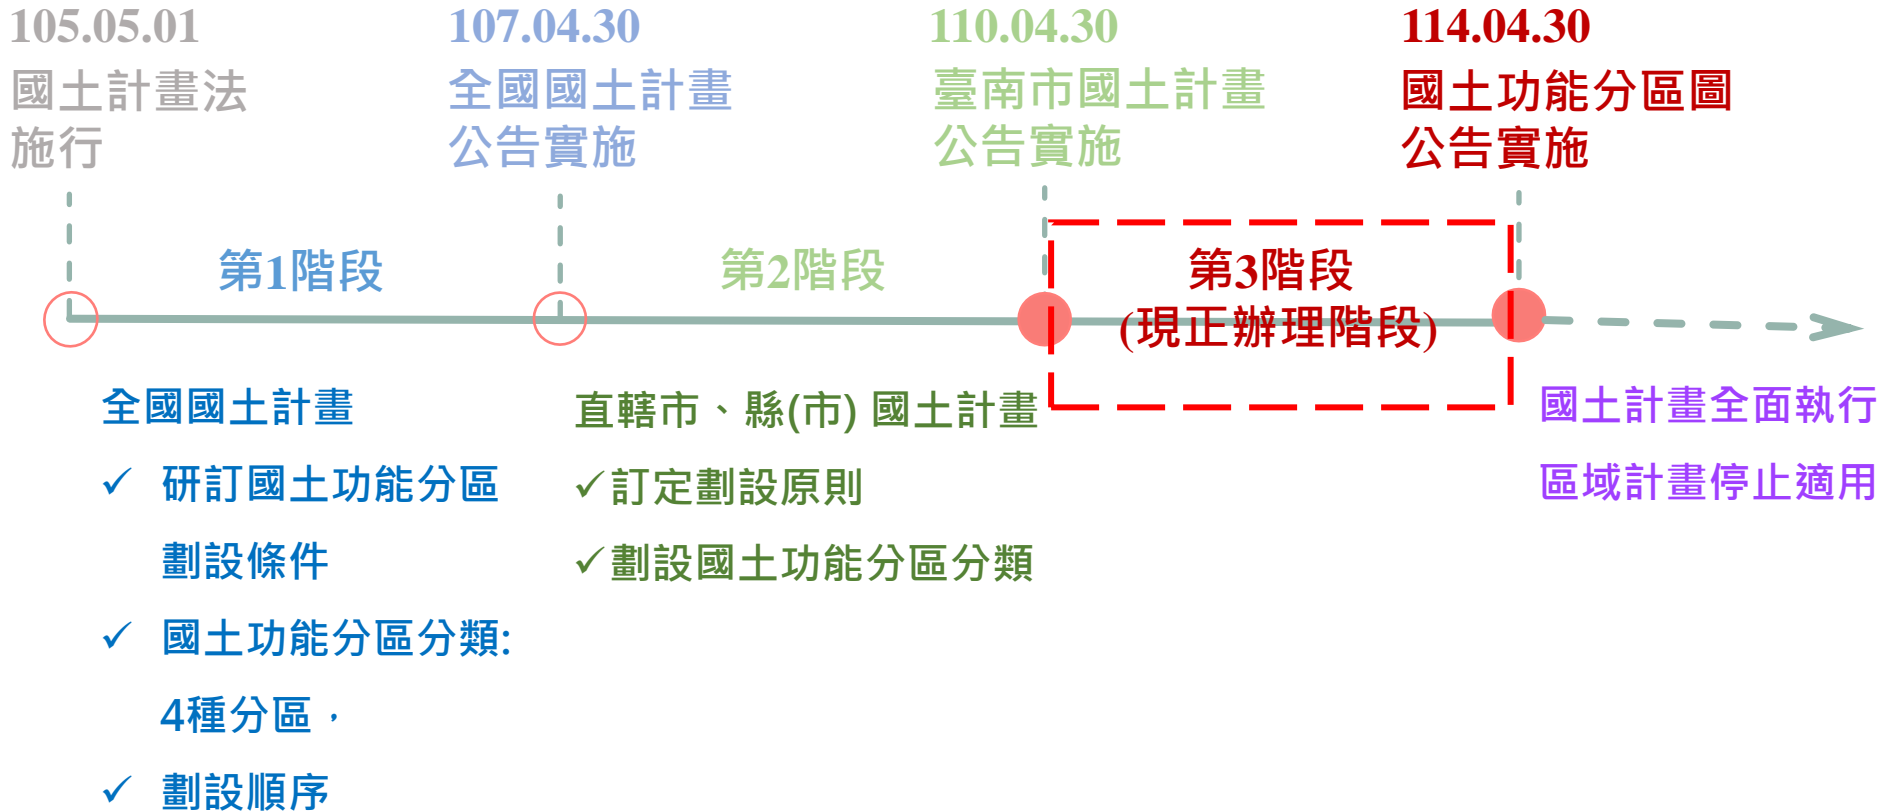 105.05.01
國土計畫法
施行
107.04.30
全國國土計畫
公告實施
110.04.30
臺南市國土計畫
公告實施
114.04.30
國土功能分區圖
公告實施
第1階段
第2階段
第3階段
(現正辦理階段)
全國國土計畫
✓ 研訂國土功能分區
劃設條件
✓ 國土功能分區分類:
4種分區，
✓ 劃設順序
直轄市、縣(市) 國土計畫
✓訂定劃設原則
✓劃設國土功能分區分類
國土計畫全面執行
區域計畫停止適用